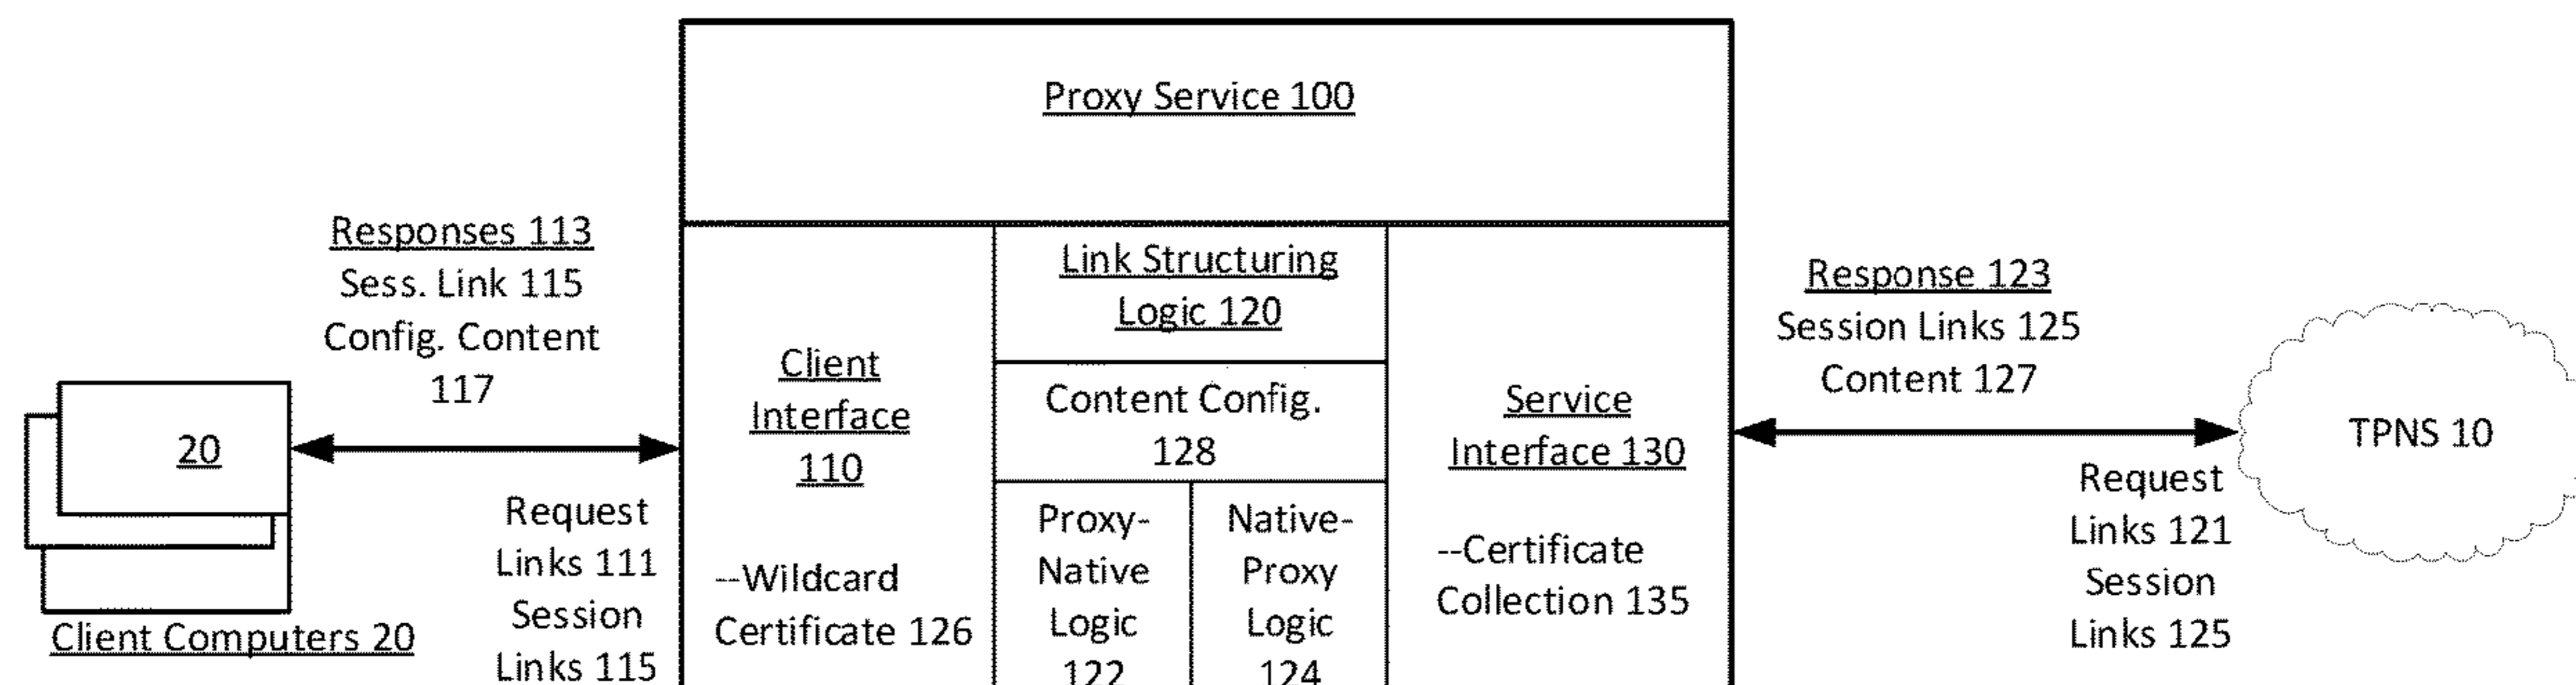 Proxy Service 100
Responses 113
Sess. Link 115
Config. Content
117
20
Client Computers 20
Request
Links 111
Session
Links 115
Client
Interface
110
--Wildcard
Certificate 126
Link Structuring
Logic 120
Content Config.
128
Proxy-
Native
Logic
122
Native-
Proxy
Logic
124
Service
Interface 130
--Certificate
Collection 135
Response 123
Session Links 125
Content 127
TPNS 10
Request
Links 121
Session
Links 125